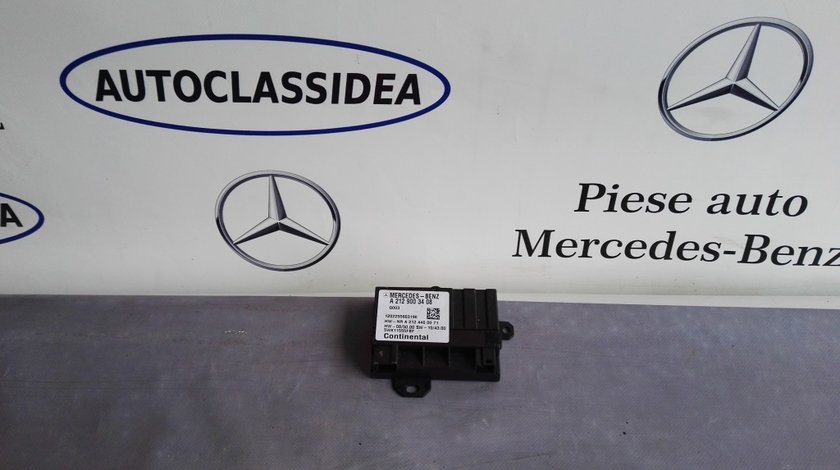 AUTOCLASSIDEA
Piese auto
Mercedes-Benz
A
MERCEDES-BENZ
A 212 900 34 08
Continental